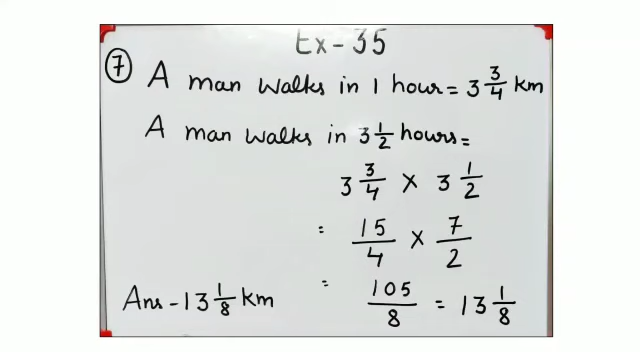 Ex-35
⑦ A man walks in 1 hour = 3 3/4 km
A man walks in 3 1/2 hours =
3 3/4 × 3 1/2
= 15/4 × 7/2
= 105/8 = 13 1/8
Ans - 13 1/8 km